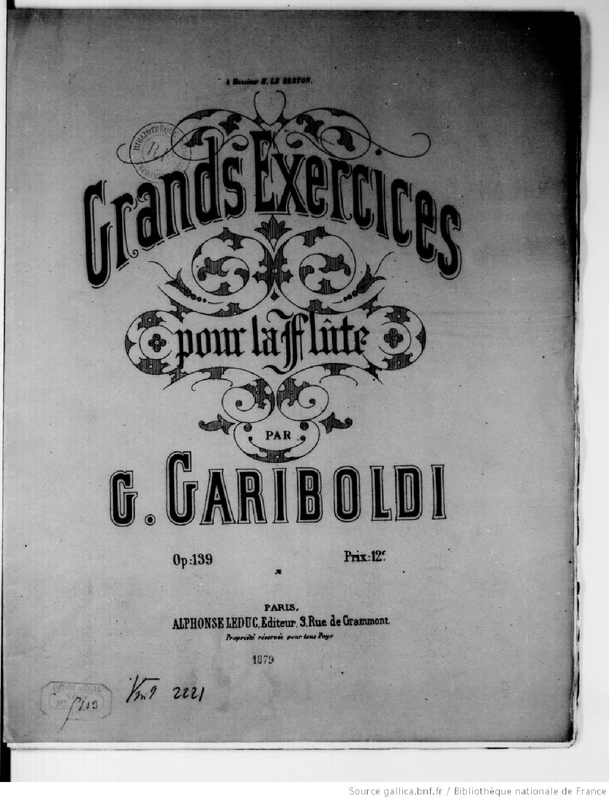 à Monsieur H. LE BRETON.
Grands Exercices
pour la Flûte
PAR
G. GARIBOLDI
Op:139 Prix:12f
PARIS,
ALPHONSE LEDUC, Editeur, 3, Rue de Grammont
Propriété réservée pour tous Pays
1879
Vm9 2221
Source gallica.bnf.fr / Bibliothèque nationale de France